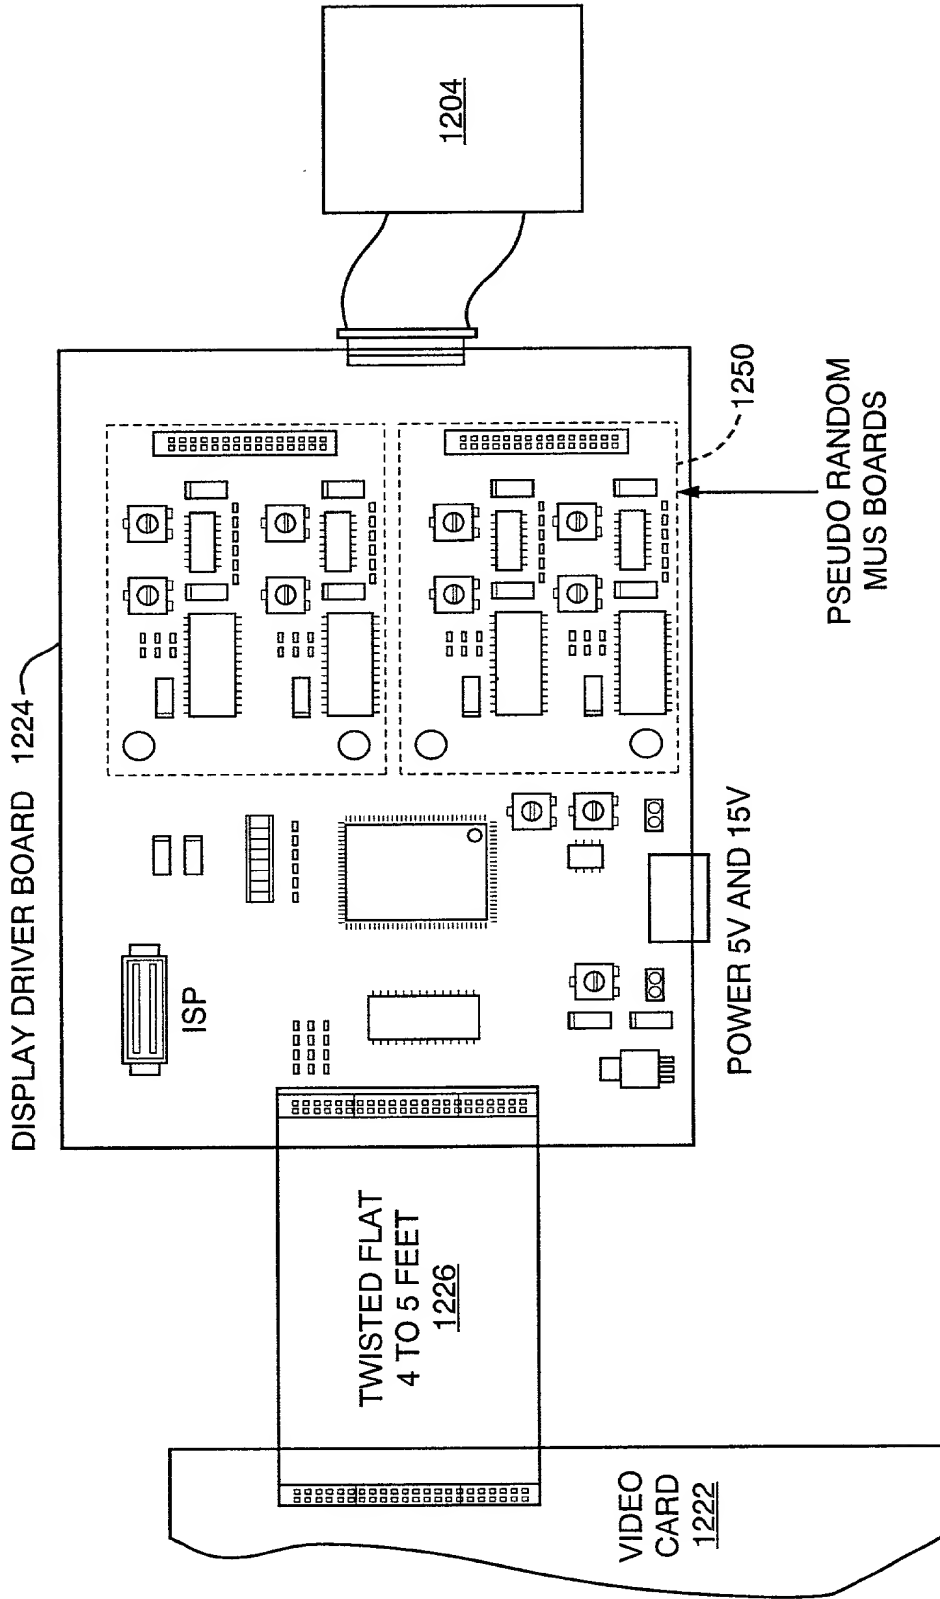 DISPLAY DRIVER BOARD 1224
1204
ISP
1250
PSEUDO RANDOM
MUS BOARDS
POWER 5V AND 15V
TWISTED FLAT
4 TO 5 FEET
1226
VIDEO
CARD
1222